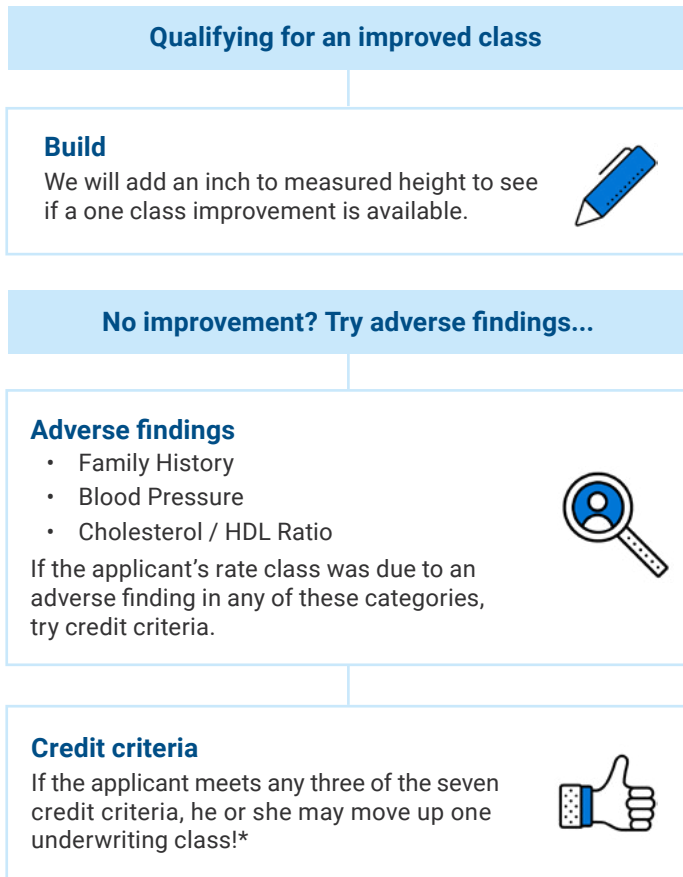 Qualifying for an improved class
Build
We will add an inch to measured height to see
if a one class improvement is available.
No improvement? Try adverse findings...
Adverse findings
• Family History
• Blood Pressure
• Cholesterol / HDL Ratio
If the applicant’s rate class was due to an
adverse finding in any of these categories,
try credit criteria.
Credit criteria
If the applicant meets any three of the seven
credit criteria, he or she may move up one
underwriting class!*